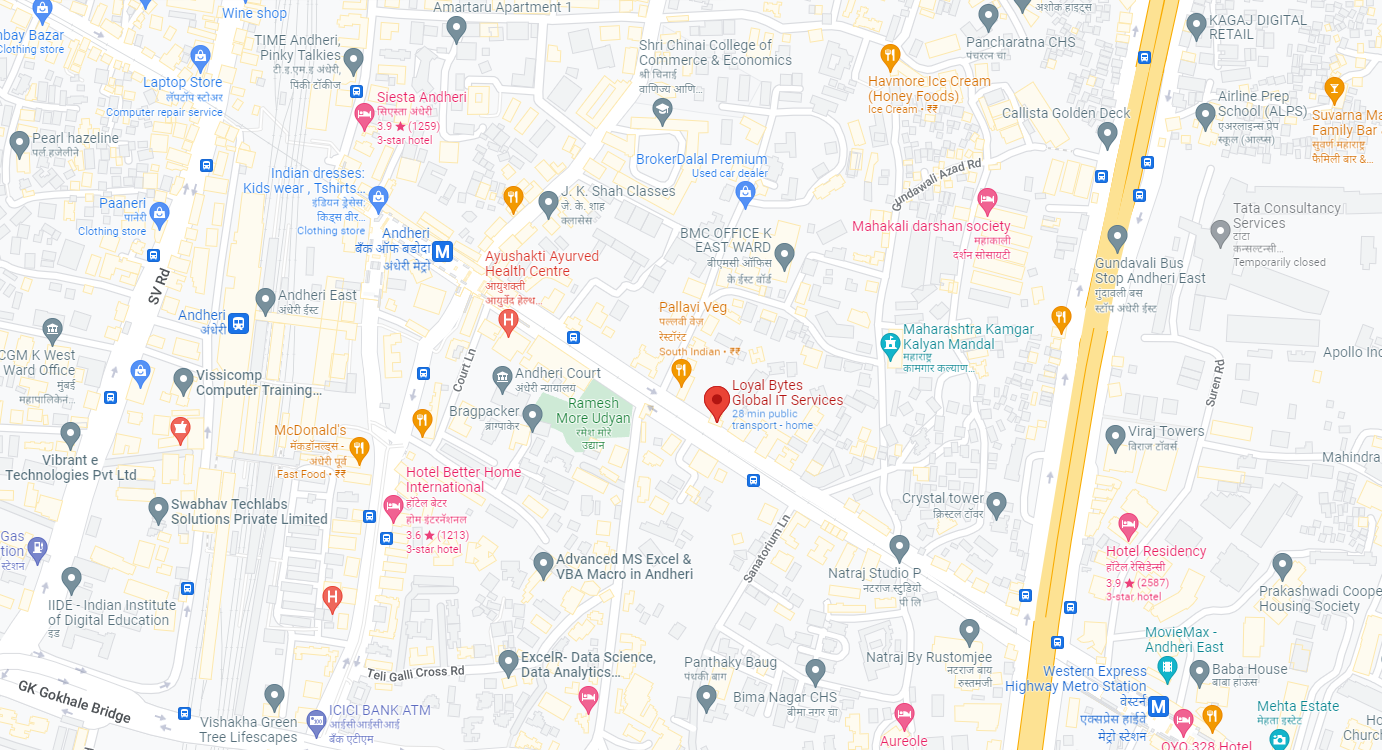 Amartaru Apartment 1
अशोक हाइट्स
Wine shop
mbay Bazar
Clothing store
TIME Andheri,
Pinky Talkies
टी.इ.एम.इ अंधेरी,
पिंकी टॉकीज
Shri Chinai College of
Commerce & Economics
श्री चिनाई
वाणिज्य आणि...
Pancharatna CHS
पंचरत्न चॉ
KAGAJ DIGITAL
RETAIL
Laptop Store
लॅपटॉप स्टोअर
Computer repair service
Siesta Andheri
सिएस्ता अंधेरी
3.9 ★ (1259)
3-star hotel
Havmore Ice Cream
(Honey Foods)
Ice Cream • ₹₹
Callista Golden Deck
Airline Prep
School (ALPS)
एअरलाइन्स प्रेप
स्कूल (आल्प्स)
Suvarna Ma
Family Bar
सुवर्ण महाराष्ट्र
फॅमिली बार &...
Pearl hazeline
पर्ल हजेलीने
Indian dresses:
Kids wear , Tshirts...
इंडियन ड्रेसेस:
किड्स वीर...
Clothing store
BrokerDalal Premium
Used car dealer
J. K. Shah Classes
जे. के. शाह
क्लासेस
Gundawali Azad Rd
Paaneri
पानेरी
Clothing store
Andheri
बँक ऑफ बडोदा
अंधेरी मेट्रो
BMC OFFICE K
EAST WARD
बीएमसी ऑफिस
के ईस्ट वॉर्ड
Mahakali darshan society
महाकाली
दर्शन सोसायटी
Tata Consultancy
Services
टाटा
कन्सल्टन्सी...
Temporarily closed
Ayushakti Ayurved
Health Centre
आयुशक्ती
आयुर्वेद हेल्थ...
Gundavali Bus
Stop Andheri East
गुंदावली बस
स्टॉप अंधेरी ईस्ट
SV Rd
Andheri East
अंधेरी ईस्ट
Andheri
अंधेरी
Pallavi Veg
पल्लवी वेज
रेस्टॉरंट
South Indian • ₹₹
Maharashtra Kamgar
Kalyan Mandal
महाराष्ट्र
कामगार कल्याण...
Apollo Ind
CGM K West
Ward Office
मुंबई
महापालिकेन...
Court Ln
Suren Rd
Vissicomp
Computer Training...
Andheri Court
अंधेरी न्यायालय
Loyal Bytes
Global IT Services
28 min public
transport - home
Bragpacker
ब्रागपाकेर
Ramesh
More Udyan
रमेश मोरे
उद्यान
McDonald's
मॅकडॉनल्ड्स -
अंधेरी पूर्व
Fast Food • ₹₹
Viraj Towers
विराज टॉवर्स
Mahindra
Vibrant e
Technologies Pvt Ltd
Hotel Better Home
International
हॉटेल बेटर
होम इंटरनॅशनल
3.6 ★ (1213)
3-star hotel
Swabhav Techlabs
Solutions Private Limited
Crystal tower
क्रिस्टल टॉवर
Sanatorium Ln
Gas
tion
स्टेशन
Advanced MS Excel &
VBA Macro in Andheri
Natraj Studio P
नटराज स्टुडियो
पी लि
Hotel Residency
हॉटेल रेसिडेन्सी
3.9 ★ (2587)
3-star hotel
Prakashwadi Coope
Housing Society
IIDE - Indian Institute
of Digital Education
इडे
MovieMax -
Andheri East
ExcelR- Data Science,
Data Analytics...
Panthaky Baug
पंथकी बाग
Natraj By Rustomjee
नटराज बाय
रुस्तमजी
Teli Galli Cross Rd
Bima Nagar CHS
बीमा नगर चा
Western Express
Highway Metro Station
वेस्टर्न
एक्सप्रेस हाईवे
मेट्रो स्टेशन
Baba House
बाबा हाऊस
GK Gokhale Bridge
Vishakha Green
Tree Lifescapes
ICICI BANK ATM
आईसीआईसीआई
बँक एटीएम
Aureole
Mehta Estate
मेहता इस्टेट
OYO 328 Hotel
Church